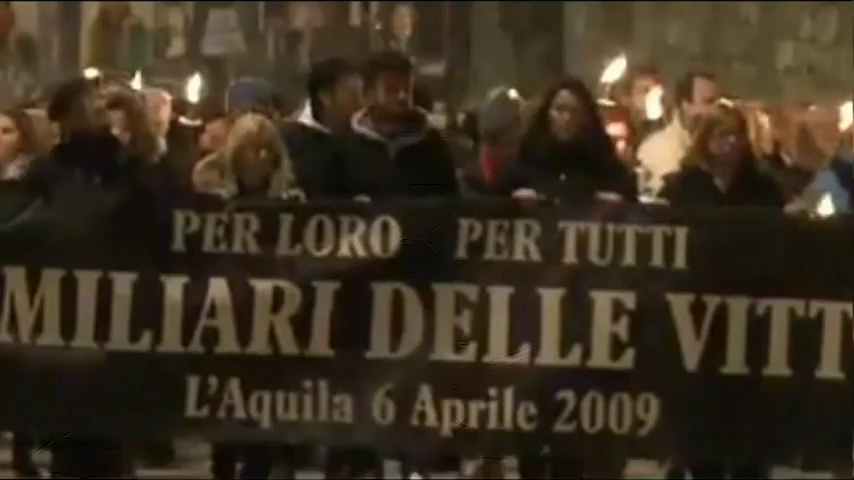 PER LORO PER TUTTI
MILIARI DELLE VITT
L'Aquila 6 Aprile 2009